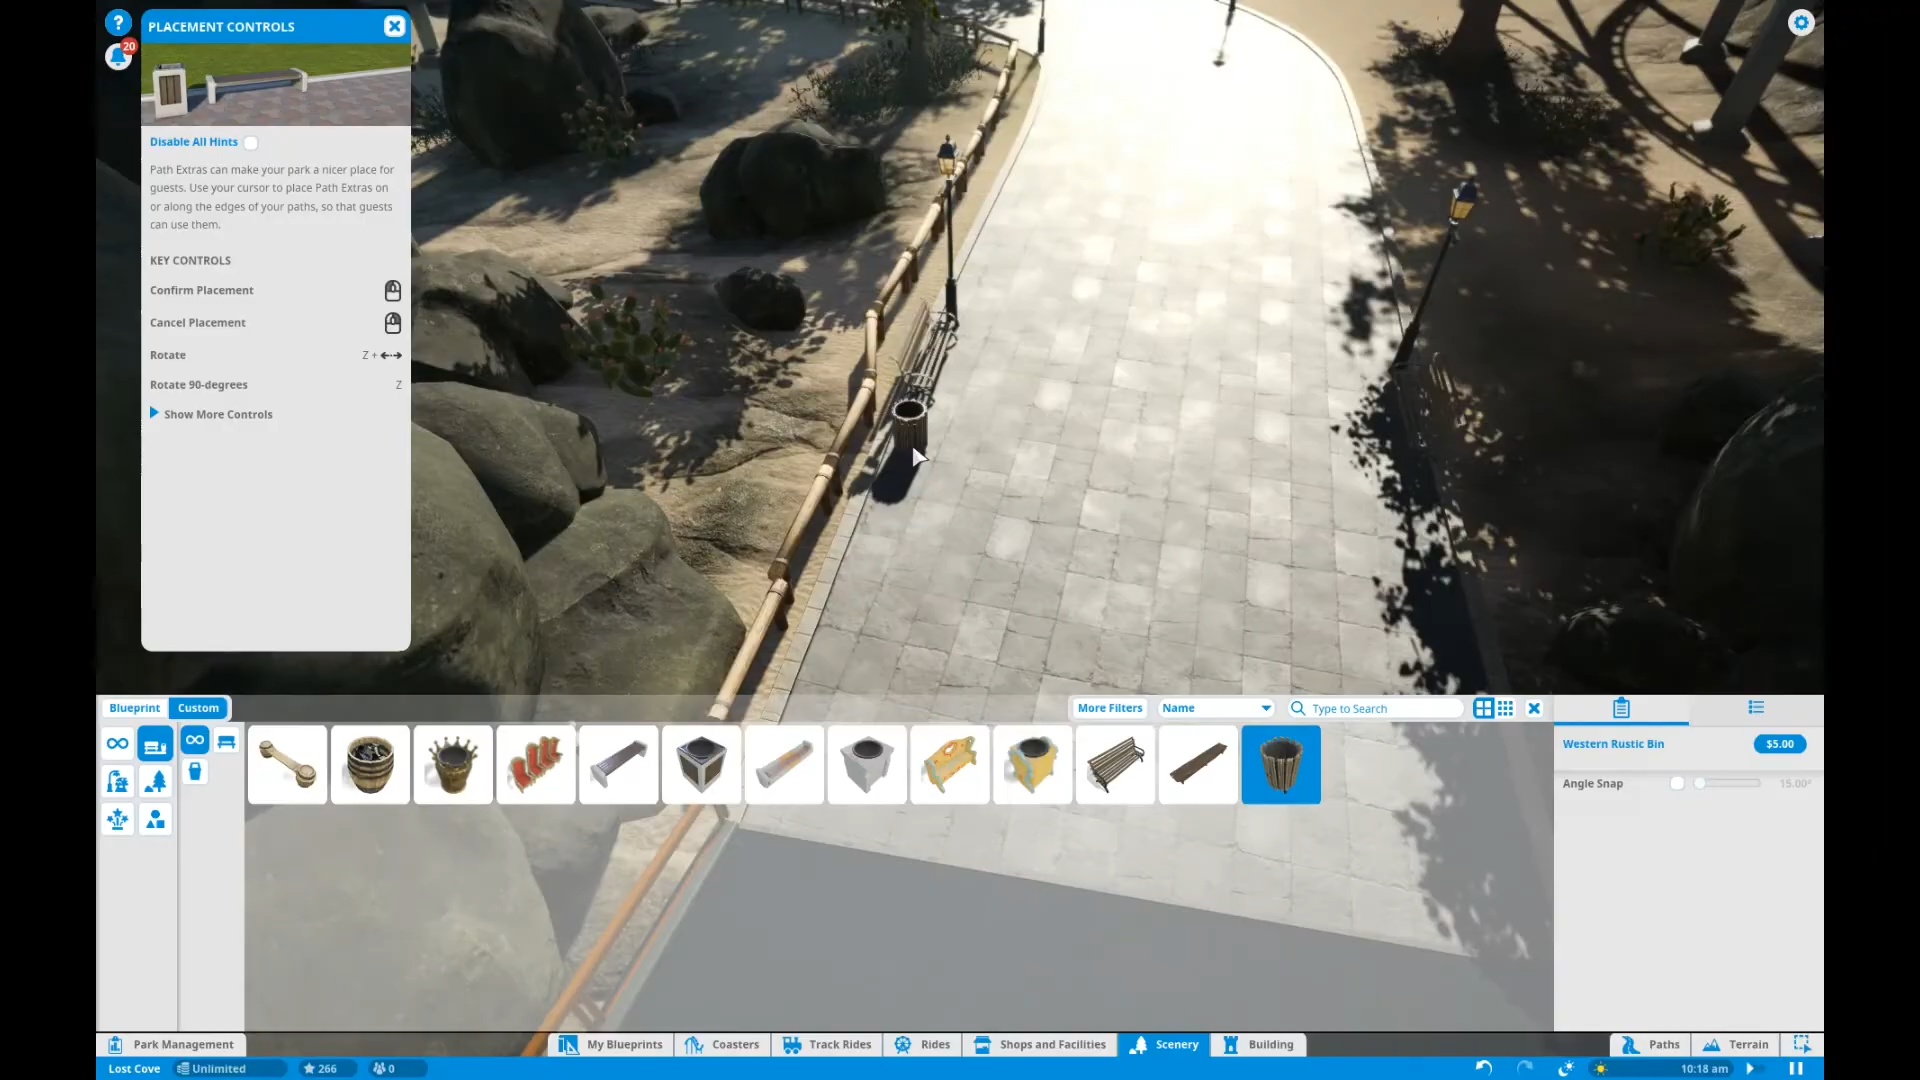 ?
PLACEMENT CONTROLS
20
Disable All Hints
Path Extras can make your park a nicer place for
guests. Use your cursor to place Path Extras on
or along the edges of your paths, so that guests
can use them.
KEY CONTROLS
Confirm Placement
Cancel Placement
Rotate Z +
Rotate 90-degrees Z
Show More Controls
Blueprint Custom
More Filters Name Type to Search
Western Rustic Bin $5.00
Angle Snap 15.00°
Park Management My Blueprints Coasters Track Rides Rides Shops and Facilities Scenery Building Paths Terrain
Lost Cove Unlimited 266 0 10:18 am